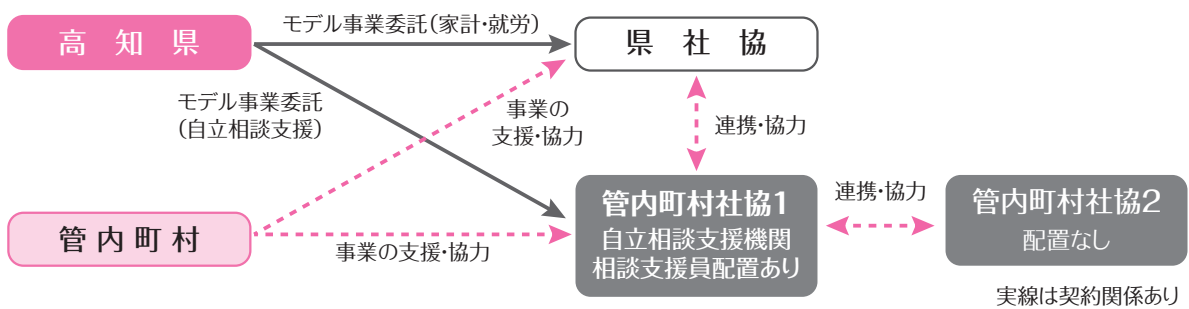 高知県
モデル事業委託（家計・就労）
県社協
モデル事業委託
（自立相談支援）
事業の
支援・協力
連携・協力
管内町村
事業の支援・協力
管内町村社協1
自立相談支援機関
相談支援員配置あり
連携・協力
管内町村社協2
配置なし
実線は契約関係あり